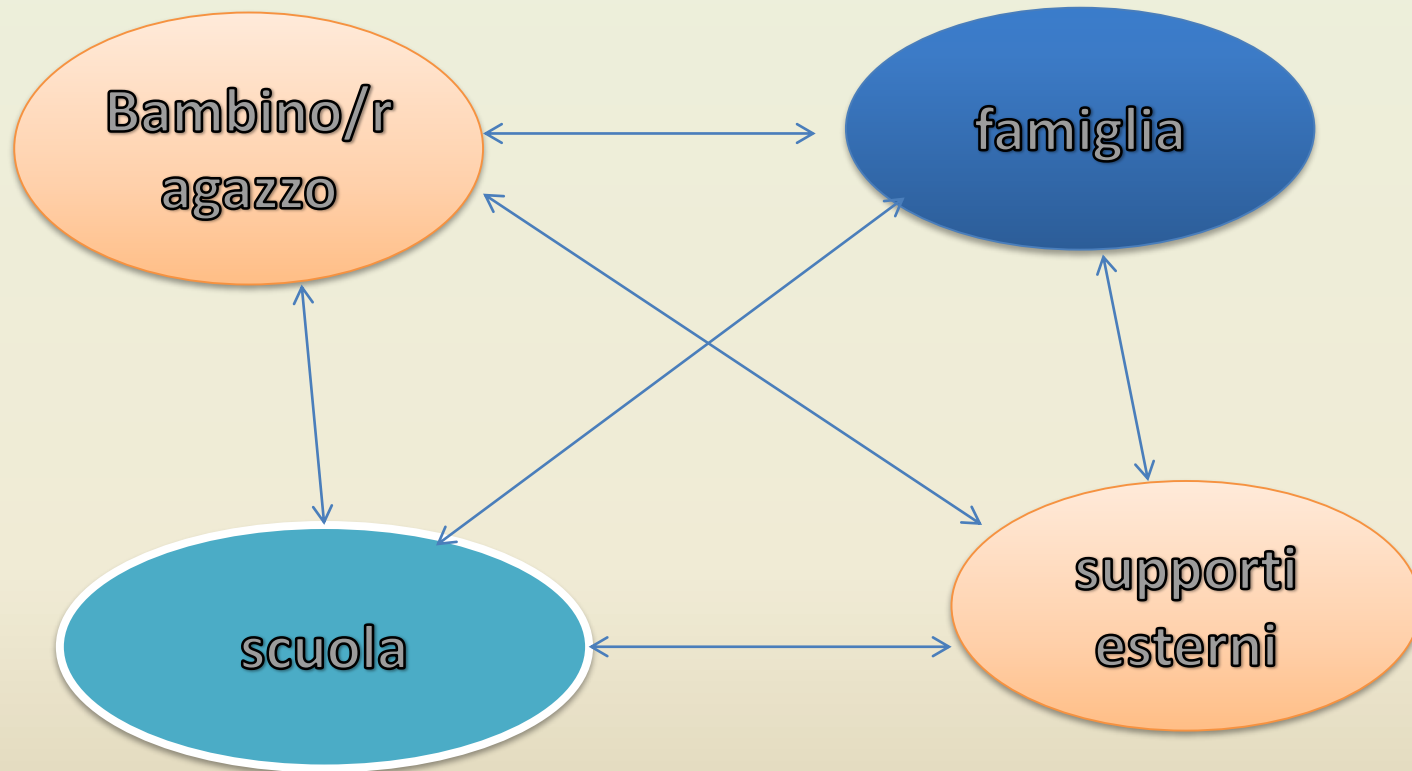 Bambino/r
agazzo
famiglia
scuola
supporti
esterni